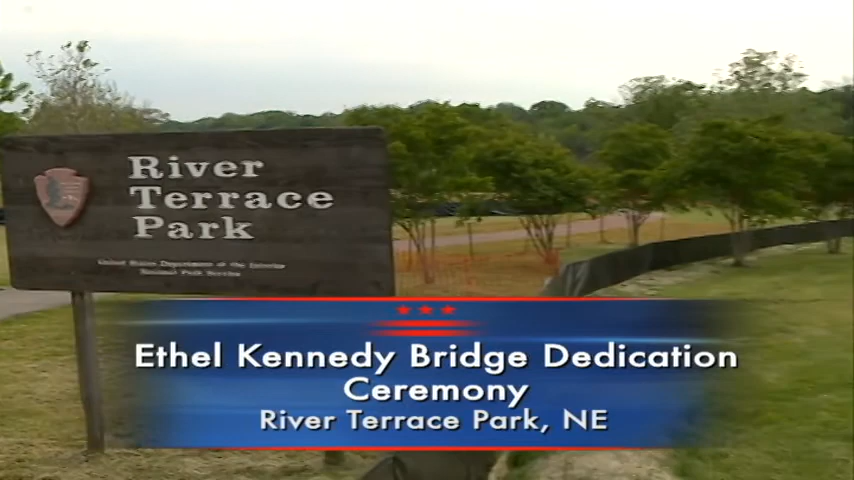 River
Terrace
Park
United States Department of the Interior
National Park Service
Ethel Kennedy Bridge Dedication
Ceremony
River Terrace Park, NE